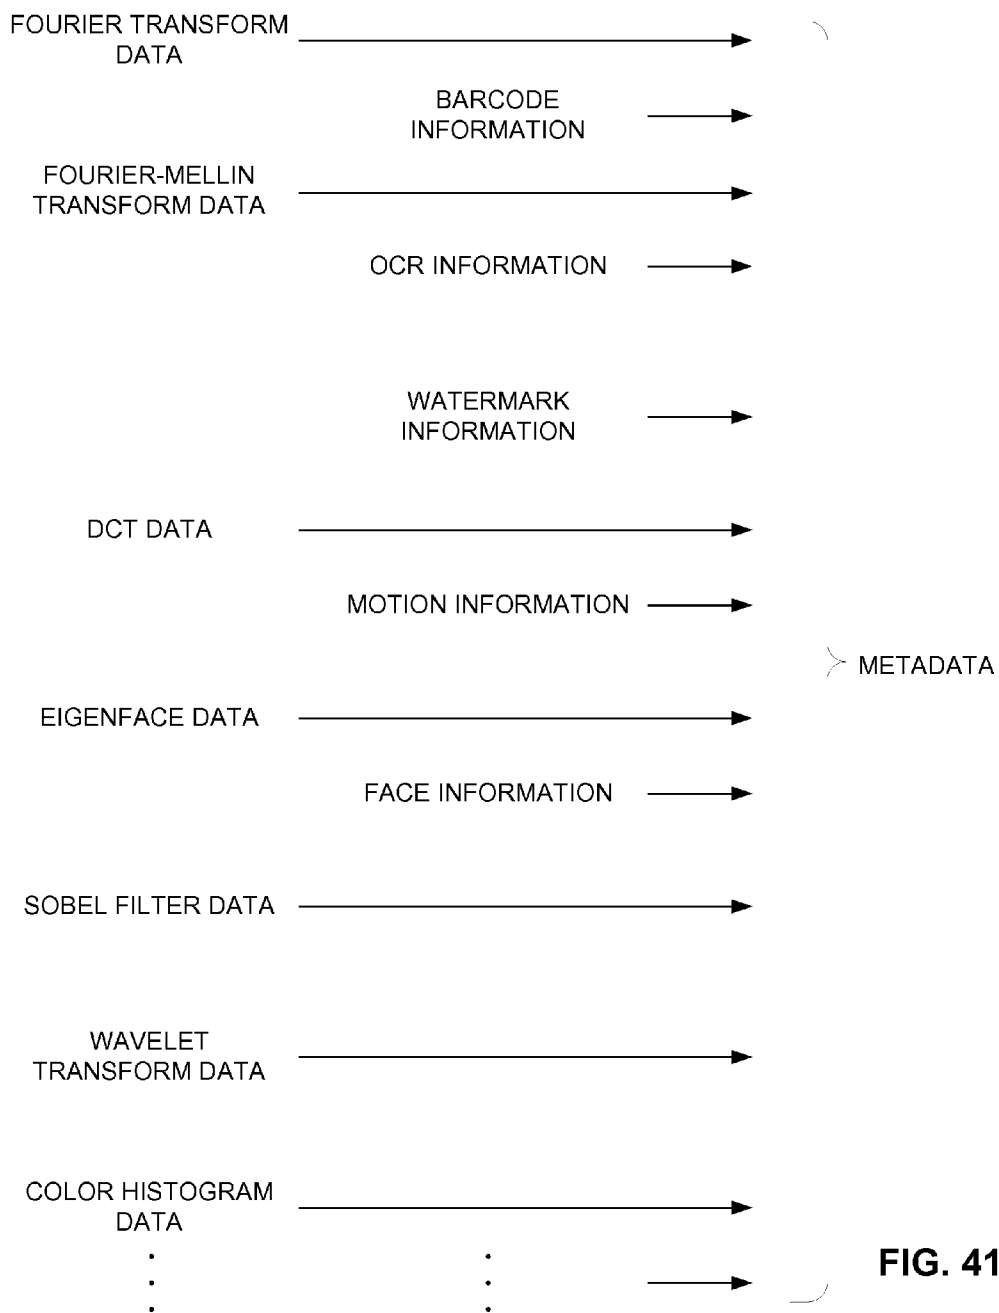 FOURIER TRANSFORM
DATA
BARCODE
INFORMATION
FOURIER-MELLIN
TRANSFORM DATA
OCR INFORMATION
WATERMARK
INFORMATION
DCT DATA
MOTION INFORMATION
METADATA
EIGENFACE DATA
FACE INFORMATION
SOBEL FILTER DATA
WAVELET
TRANSFORM DATA
COLOR HISTOGRAM
DATA
FIG. 41